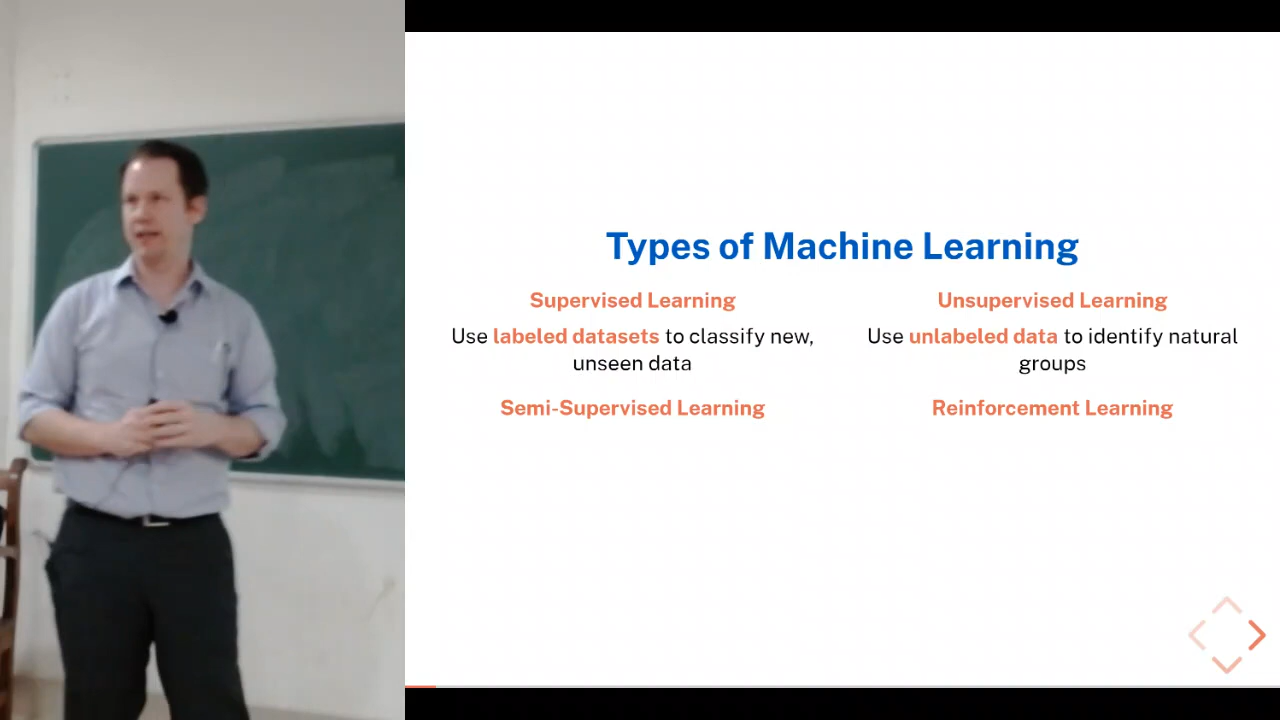 Types of Machine Learning
Supervised Learning
Use labeled datasets to classify new,
unseen data
Unsupervised Learning
Use unlabeled data to identify natural
groups
Semi-Supervised Learning
Reinforcement Learning